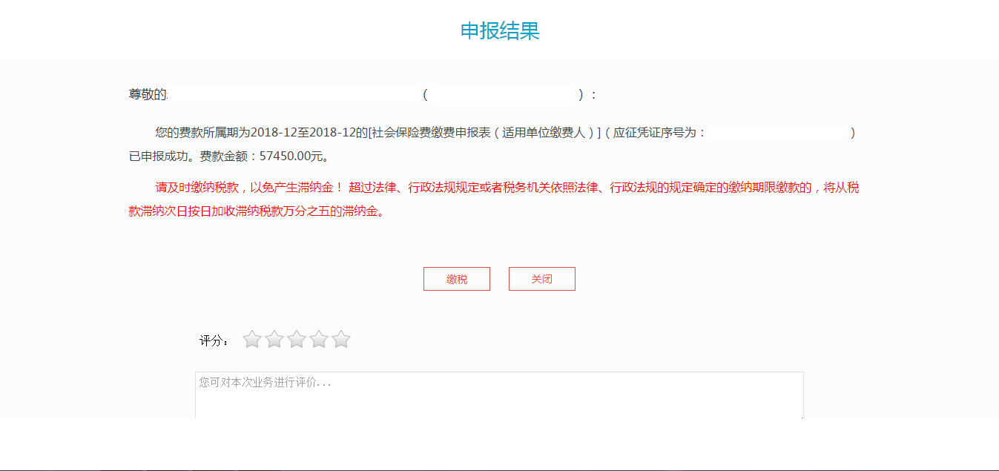 申报结果
尊敬的: （ ）：
您的费款所属期为2018-12至2018-12的[社会保险费缴费申报表（适用单位缴费人）]（应征凭证序号为： ）
已申报成功。费款金额：57450.00元。
请及时缴纳税款，以免产生滞纳金！ 超过法律、行政法规规定或者税务机关依照法律、行政法规的规定确定的缴纳期限缴款的，将从税
款滞纳次日按日加收滞纳税款万分之五的滞纳金。
缴税 关闭
评分：
您可对本次业务进行评价...